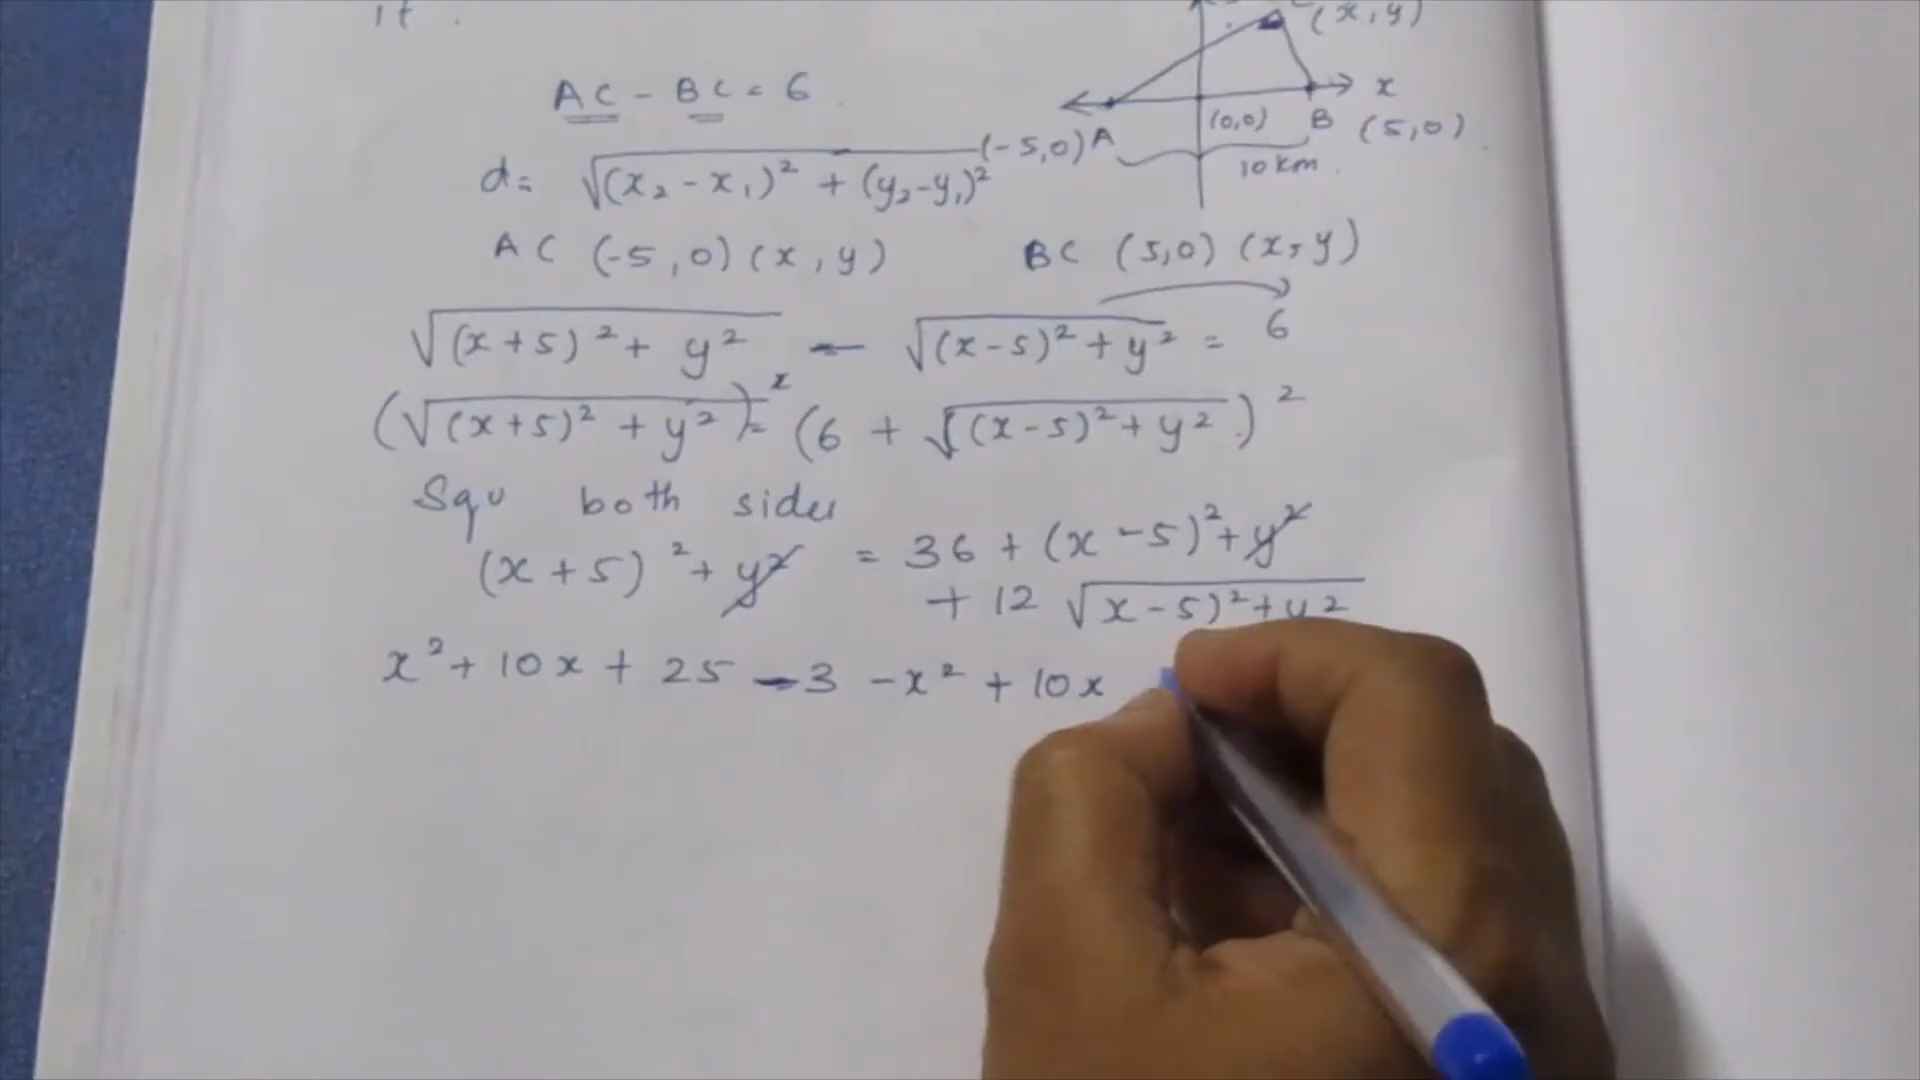 it .
(x, y)
AC - BC = 6
x
(0,0) B (5,0)
(-5,0) A
10 km .
d = √(x₂ - x₁)² + (y₂ - y₁)²
AC (-5, 0) (x, y) BC (5,0) (x, y)
√(x+5)² + y² - √(x-5)² + y² = 6
(√(x+5)² + y²)² = (6 + √(x-5)² + y²)²
Squ both sides
(x+5)² + y² = 36 + (x-5)² + y²
+ 12 √x-5)² + y²
x² + 10x + 25 - 3 - x² + 10x